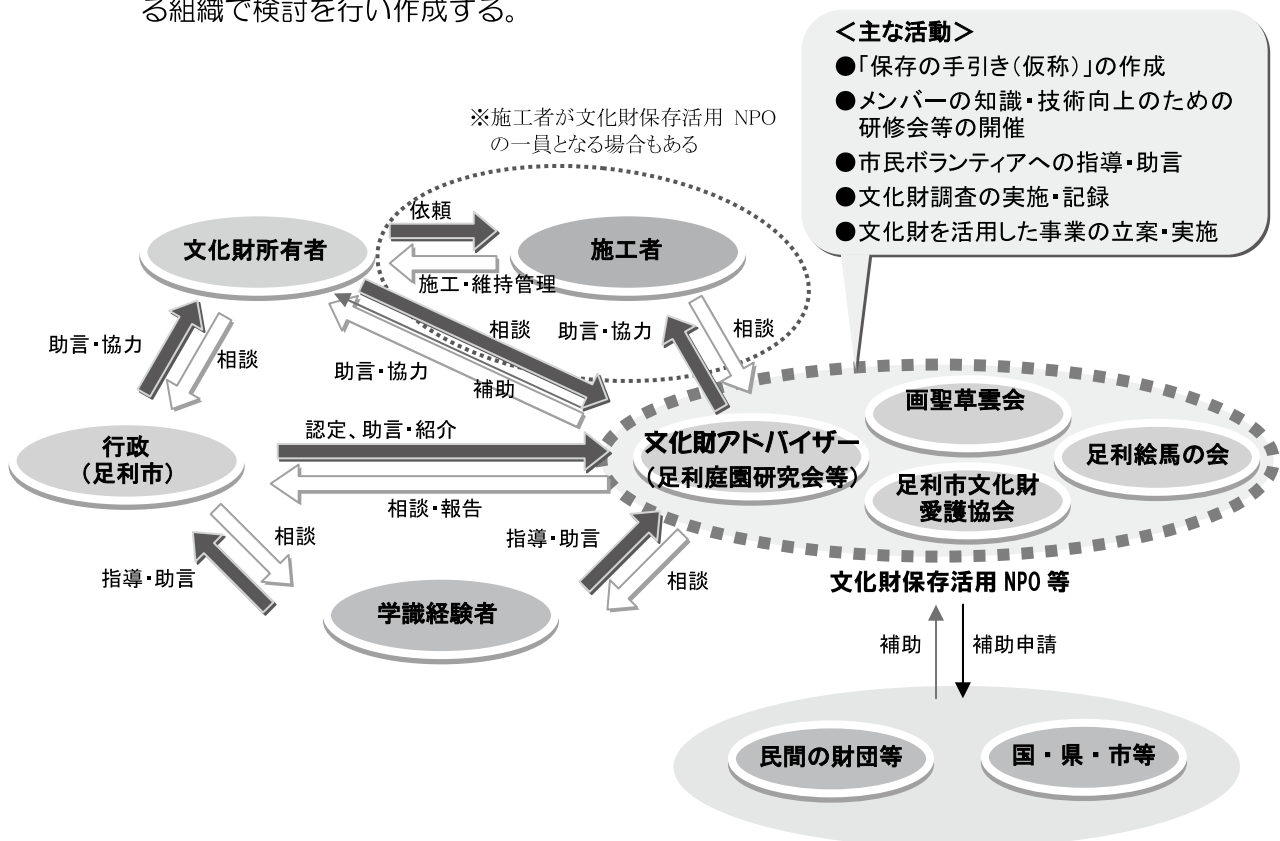 る組織で検討を行い作成する。
＜主な活動＞
●「保存の手引き（仮称）」の作成
●メンバーの知識・技術向上のための
研修会等の開催
●市民ボランティアへの指導・助言
●文化財調査の実施・記録
●文化財を活用した事業の立案・実施
※施工者が文化財保存活用 NPO
の一員となる場合もある
文化財所有者
依頼
施工者
施工・維持管理
助言・協力
相談
助言・協力
相談
補助
助言・協力
相談
行政
（足利市）
認定、助言・紹介
相談・報告
文化財アドバイザー
（足利庭園研究会等）
画聖草雲会
足利絵馬の会
足利市文化財
愛護協会
文化財保存活用 NPO 等
指導・助言
相談
学識経験者
指導・助言
相談
補助
補助申請
民間の財団等
国・県・市等